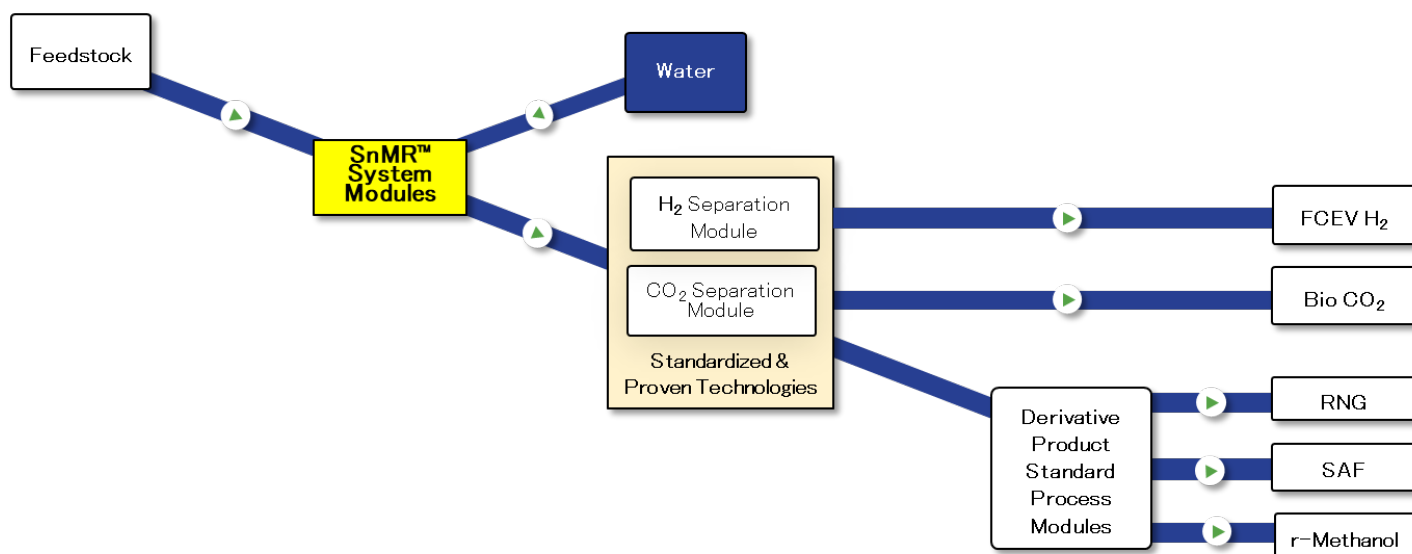 Feedstock
Water
SnMR™
System
Modules
H₂ Separation
Module
CO₂ Separation
Module
Standardized &
Proven Technologies
FCEV H₂
Bio CO₂
Derivative
Product
Standard
Process
Modules
RNG
SAF
r-Methanol